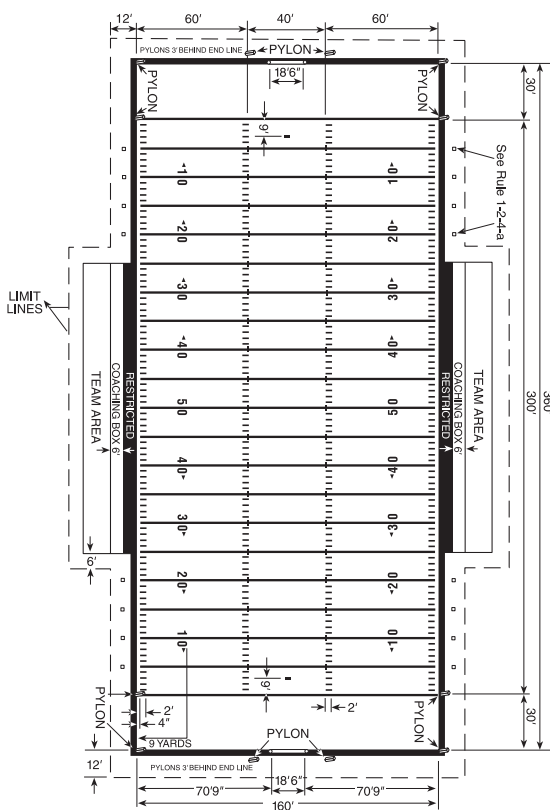 12' 60' 40' 60'
PYLONS 3' BEHIND END LINE PYLON
PYLON 18'6" PYLON
30'
9'
See Rule 1-2-4-a
10 10
20 20
30 30
LIMIT
LINES
40 40
TEAM AREA
COACHING BOX 6'
RESTRICTED
50 50
RESTRICTED
COACHING BOX 6'
TEAM AREA
300'
360'
40 40
30 30
6'
20 20
10 10
9'
PYLON 2' 2' PYLON
4"
30'
9 YARDS PYLON
12' PYLONS 3' BEHIND END LINE
18'6"
70'9" 70'9"
160'